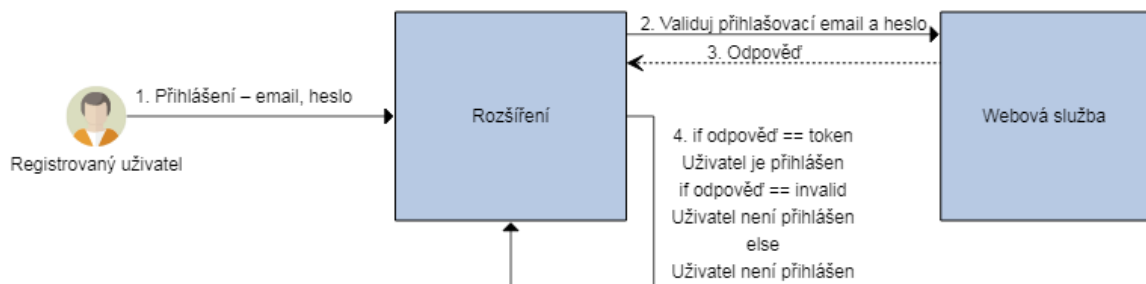 2. Validuj přihlašovací email a heslo
3. Odpověď
1. Přihlášení – email, heslo
Rozšíření
Webová služba
Registrovaný uživatel
4. if odpověď == token
Uživatel je přihlášen
if odpověď == invalid
Uživatel není přihlášen
else
Uživatel není přihlášen